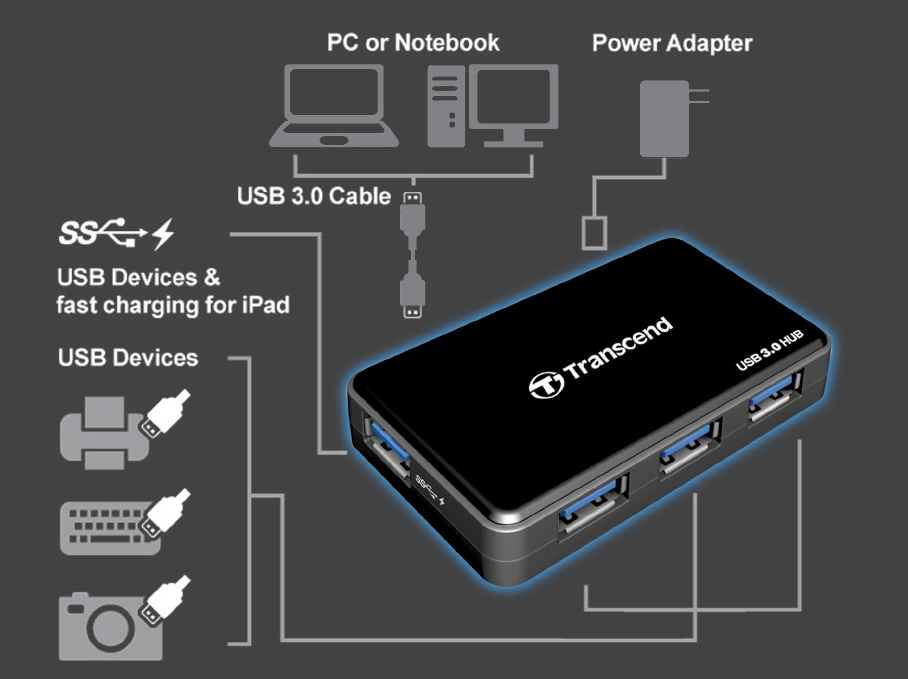 PC or Notebook
Power Adapter
USB 3.0 Cable
SS
USB Devices &
fast charging for iPad
USB Devices
Transcend
USB 3.0 HUB
SS